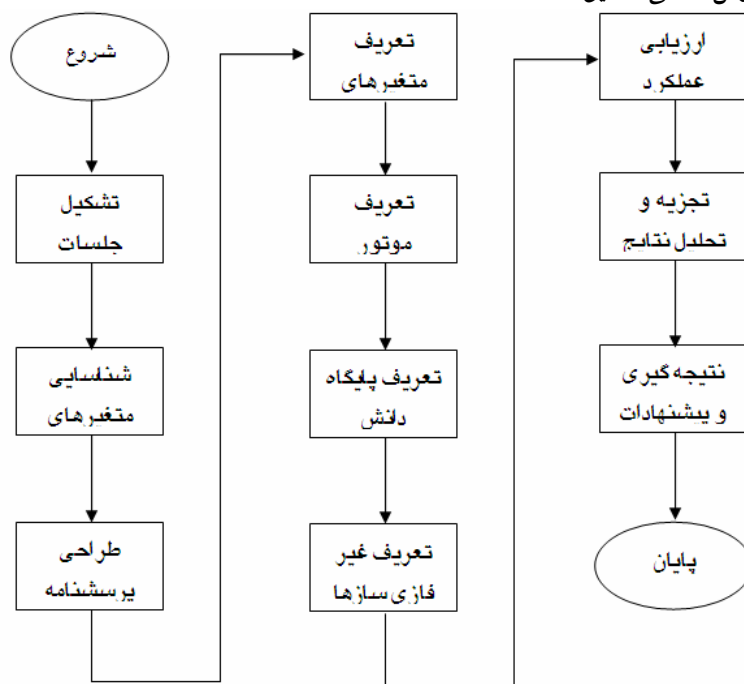 شروع
تشکیل
جلسات
شناسایی
متغیرهای
طراحی
پرسشنامه
تعریف
متغیرهای
تعریف
موتور
تعریف پایگاه
دانش
تعریف غیر
فازی سازها
ارزیابی
عملکرد
تجزیه و
تحلیل نتایج
نتیجه گیری
و پیشنهادات
پایان